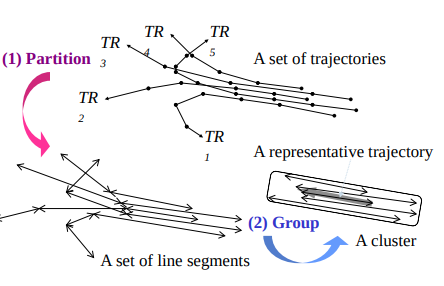 TR
4
TR
5
TR
3
(1) Partition
A set of trajectories
TR
2
TR
1
A representative trajectory
(2) Group
A cluster
A set of line segments